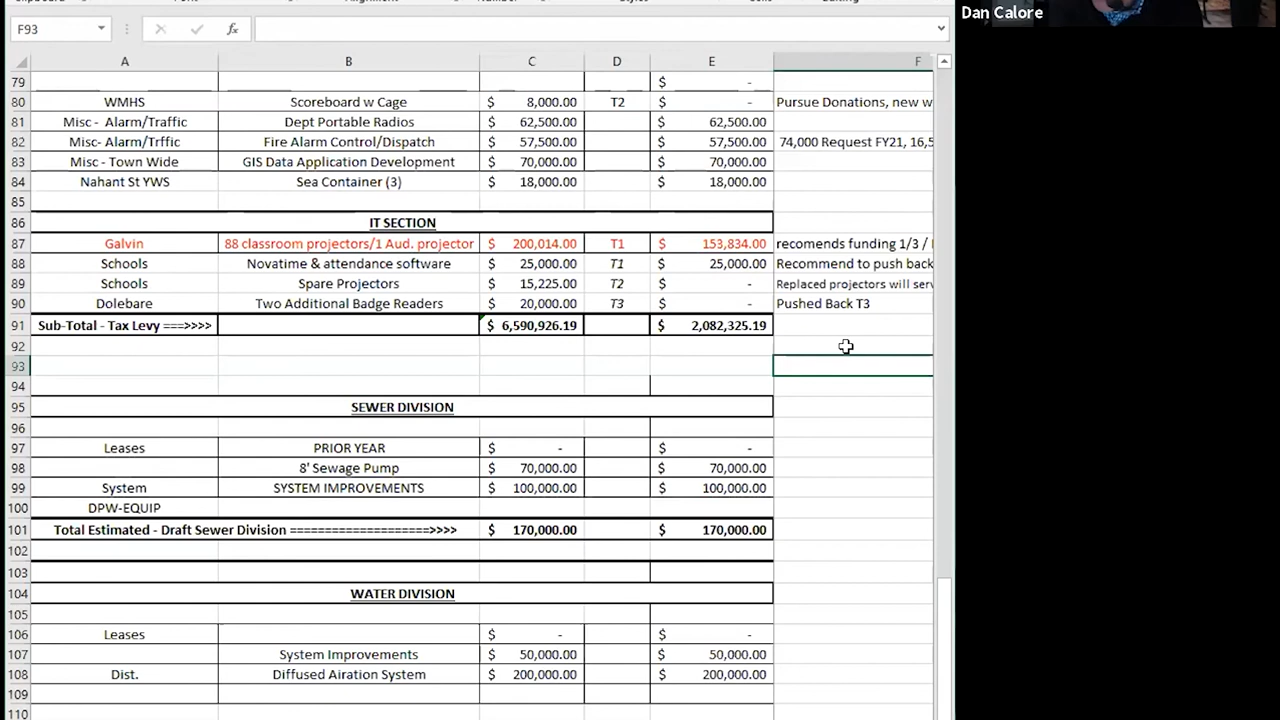 Dan Calore
F93
fx
A B C D E F
79 $ -
80 WMHS Scoreboard w Cage $ 8,000.00 T2 $ - Pursue Donations, new w
81 Misc - Alarm/Traffic Dept Portable Radios $ 62,500.00 $ 62,500.00
82 Misc- Alarm/Trffic Fire Alarm Control/Dispatch $ 57,500.00 $ 57,500.00 74,000 Request FY21, 16,5
83 Misc - Town Wide GIS Data Application Development $ 70,000.00 $ 70,000.00
84 Nahant St YWS Sea Container (3) $ 18,000.00 $ 18,000.00
85
86 IT SECTION
87 Galvin 88 classroom projectors/1 Aud. projector $ 200,014.00 T1 $ 153,834.00 recomends funding 1/3 /
88 Schools Novatime & attendance software $ 25,000.00 T1 $ 25,000.00 Recommend to push back
89 Schools Spare Projectors $ 15,225.00 T2 $ - Replaced projectors will serv
90 Dolebare Two Additional Badge Readers $ 20,000.00 T3 $ - Pushed Back T3
91 Sub-Total - Tax Levy ===>>>> $ 6,590,926.19 $ 2,082,325.19
92
93
94
95 SEWER DIVISION
96
97 Leases PRIOR YEAR $ - $ -
98 8' Sewage Pump $ 70,000.00 $ 70,000.00
99 System SYSTEM IMPROVEMENTS $ 100,000.00 $ 100,000.00
100 DPW-EQUIP
101 Total Estimated - Draft Sewer Division ====================>>>> $ 170,000.00 $ 170,000.00
102
103
104 WATER DIVISION
105
106 Leases $ - $ -
107 System Improvements $ 50,000.00 $ 50,000.00
108 Dist. Diffused Airation System $ 200,000.00 $ 200,000.00
109
110